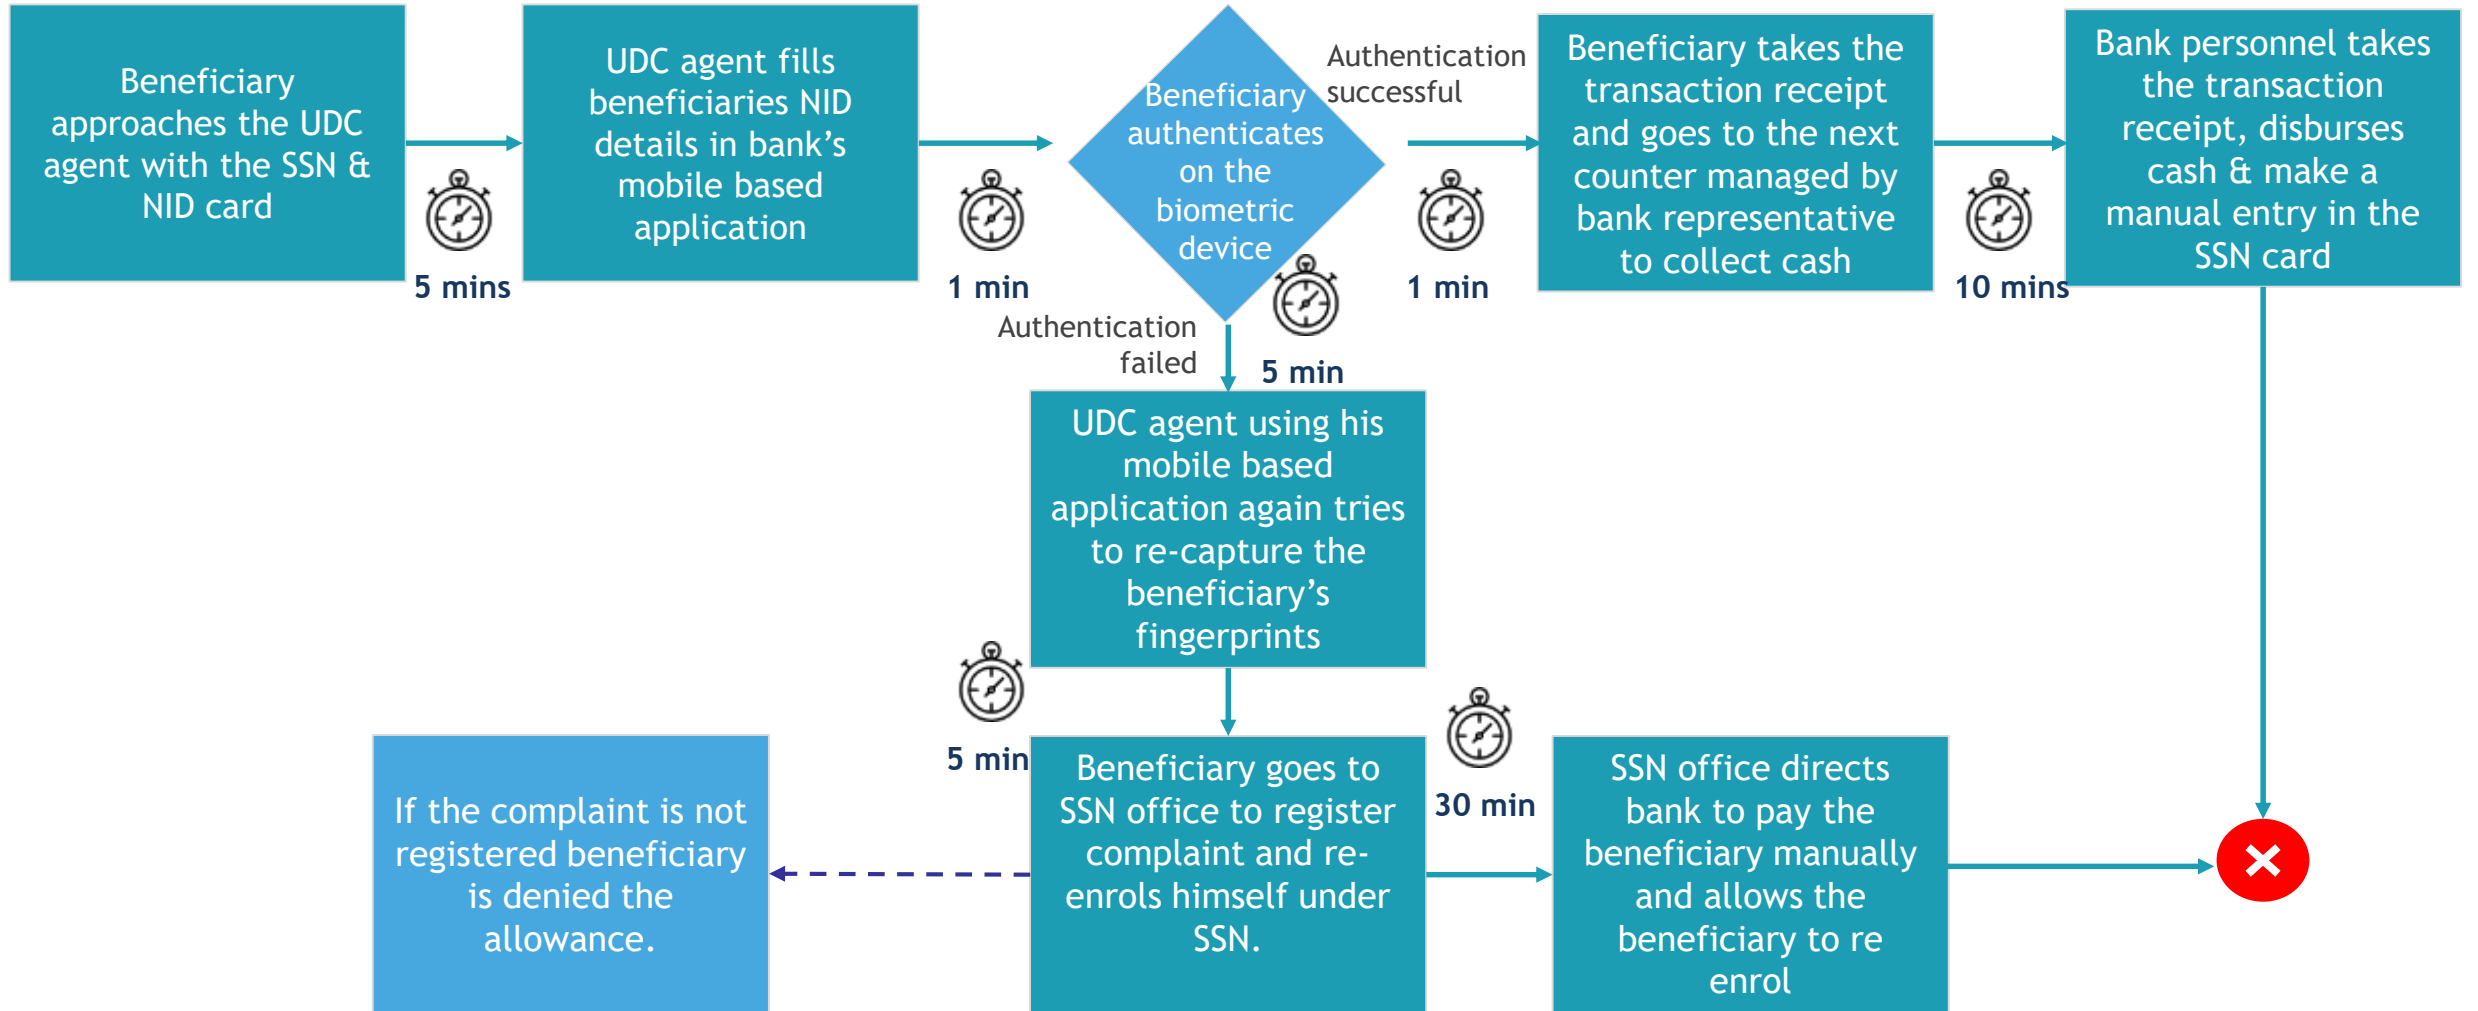 Beneficiary
approaches the UDC
agent with the SSN &
NID card
5 mins
UDC agent fills
beneficiaries NID
details in bank’s
mobile based
application
1 min
Beneficiary
authenticates
on the
biometric
device
Authentication
successful
1 min
Beneficiary takes the
transaction receipt
and goes to the next
counter managed by
bank representative
to collect cash
10 mins
Bank personnel takes
the transaction
receipt, disburses
cash & make a
manual entry in the
SSN card
Authentication
failed
5 min
UDC agent using his
mobile based
application again tries
to re-capture the
beneficiary’s
fingerprints
5 min
Beneficiary goes to
SSN office to register
complaint and re-
enrols himself under
SSN.
If the complaint is not
registered beneficiary
is denied the
allowance.
30 min
SSN office directs
bank to pay the
beneficiary manually
and allows the
beneficiary to re
enrol